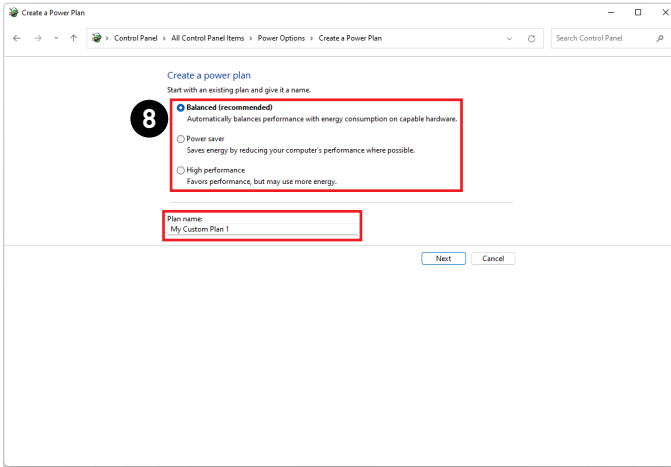 Create a Power Plan
Control Panel > All Control Panel Items > Power Options > Create a Power Plan
Search Control Panel
Create a power plan
Start with an existing plan and give it a name.
8
Balanced (recommended)
Automatically balances performance with energy consumption on capable hardware.
Power saver
Saves energy by reducing your computer's performance where possible.
High performance
Favors performance, but may use more energy.
Plan name:
My Custom Plan 1
Next
Cancel